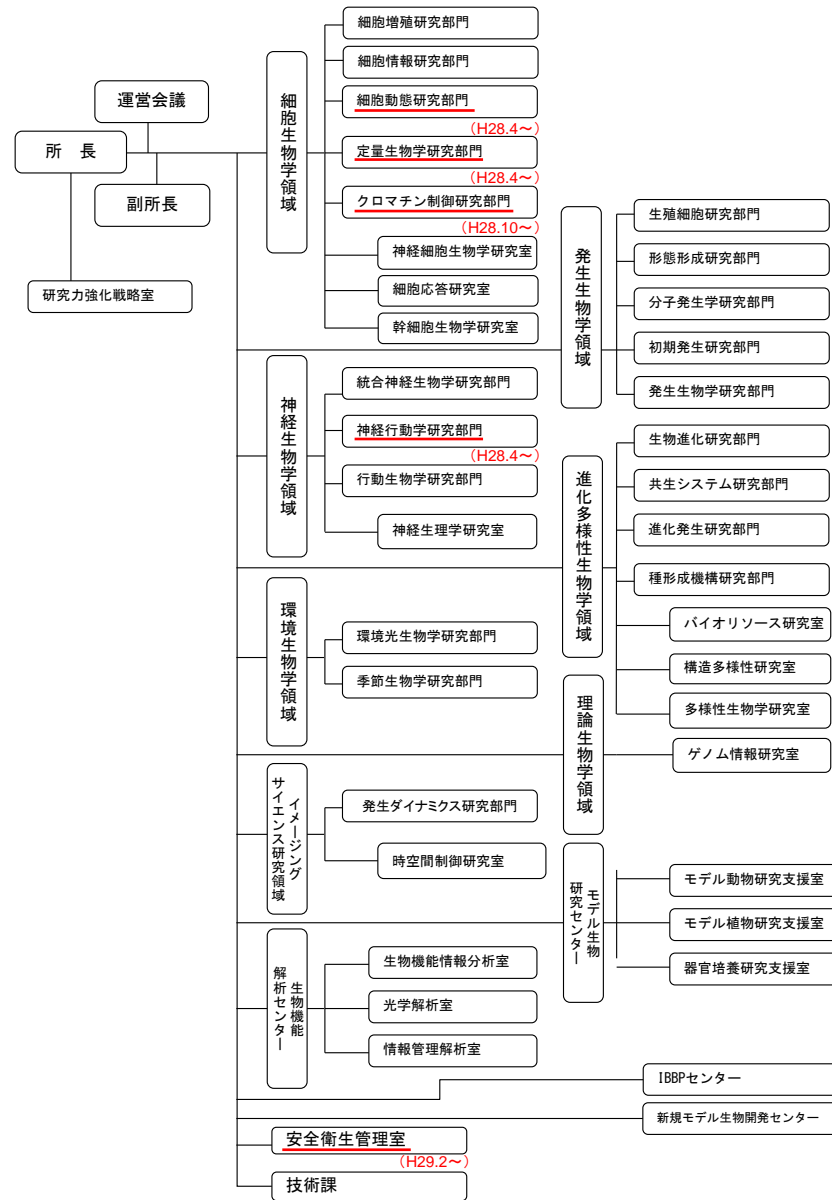 運営会議
所　長
副所長
研究力強化戦略室
細胞生物学領域
細胞増殖研究部門
細胞情報研究部門
細胞動態研究部門
（H28.4～）
定量生物学研究部門
（H28.4～）
クロマチン制御研究部門
（H28.10～）
神経細胞生物学研究室
細胞応答研究室
幹細胞生物学研究室
発生生物学領域
生殖細胞研究部門
形態形成研究部門
分子発生学研究部門
初期発生研究部門
発生生物学研究部門
神経生物学領域
統合神経生物学研究部門
神経行動学研究部門
（H28.4～）
行動生物学研究部門
神経生理学研究室
進化多様性生物学領域
生物進化研究部門
共生システム研究部門
進化発生研究部門
種形成機構研究部門
バイオリソース研究室
構造多様性研究室
多様性生物学研究室
環境生物学領域
環境光生物学研究部門
季節生物学研究部門
理論生物学領域
ゲノム情報研究室
イメージング
サイエンス研究領域
発生ダイナミクス研究部門
時空間制御研究室
モデル生物
研究センター
モデル動物研究支援室
モデル植物研究支援室
器官培養研究支援室
生物機能
解析センター
生物機能情報分析室
光学解析室
情報管理解析室
IBBPセンター
新規モデル生物開発センター
安全衛生管理室
（H29.2～）
技術課